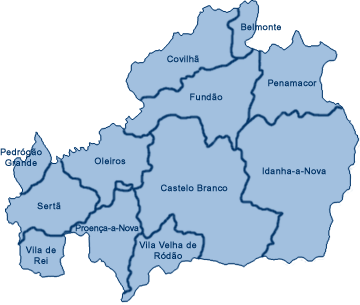 Belmonte
Covilhã
Penamacor
Fundão
Pedrógão
Grande
Oleiros
Idanha-a-Nova
Castelo Branco
Sertã
Proença-a-Nova
Vila de
Rei
Vila Velha de
Ródão